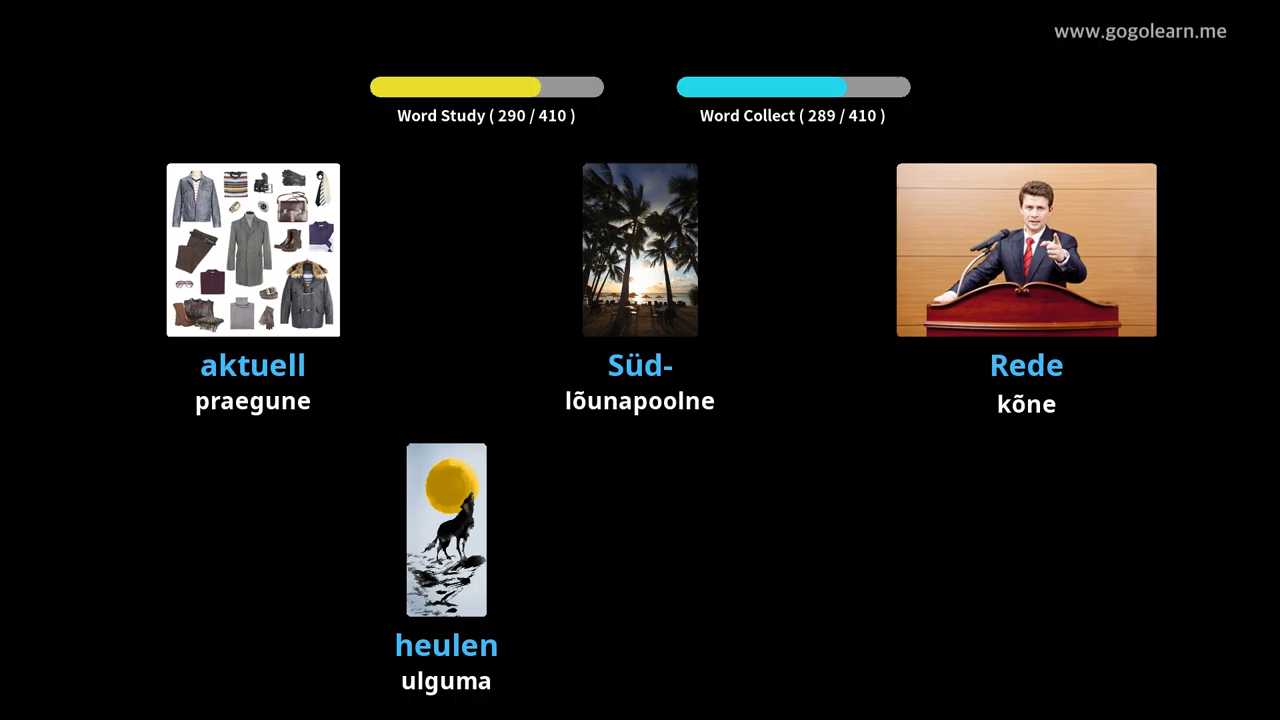 www.gogolearn.me
Word Study ( 290 / 410 )
Word Collect ( 289 / 410 )
aktuell
praegune
Süd-
lõunapoolne
Rede
kõne
heulen
ulguma